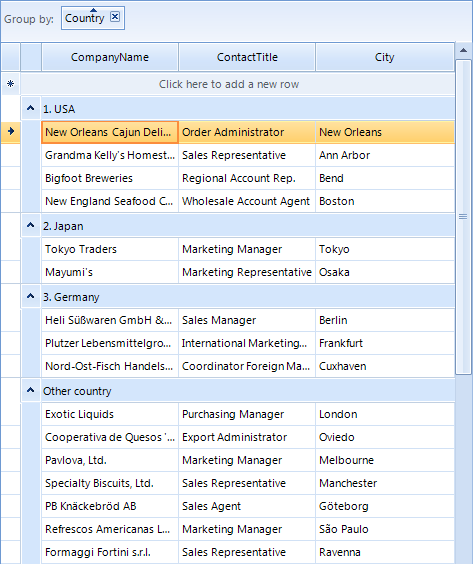 Group by: Country
CompanyName ContactTitle City
Click here to add a new row
1. USA
New Orleans Cajun Deli... Order Administrator New Orleans
Grandma Kelly's Homest... Sales Representative Ann Arbor
Bigfoot Breweries Regional Account Rep. Bend
New England Seafood C... Wholesale Account Agent Boston
2. Japan
Tokyo Traders Marketing Manager Tokyo
Mayumi's Marketing Representative Osaka
3. Germany
Heli Süßwaren GmbH &... Sales Manager Berlin
Plutzer Lebensmittelgro... International Marketing... Frankfurt
Nord-Ost-Fisch Handels... Coordinator Foreign Ma... Cuxhaven
Other country
Exotic Liquids Purchasing Manager London
Cooperativa de Quesos '... Export Administrator Oviedo
Pavlova, Ltd. Marketing Manager Melbourne
Specialty Biscuits, Ltd. Sales Representative Manchester
PB Knäckebröd AB Sales Agent Göteborg
Refrescos Americanas L... Marketing Manager São Paulo
Formaggi Fortini s.r.l. Sales Representative Ravenna